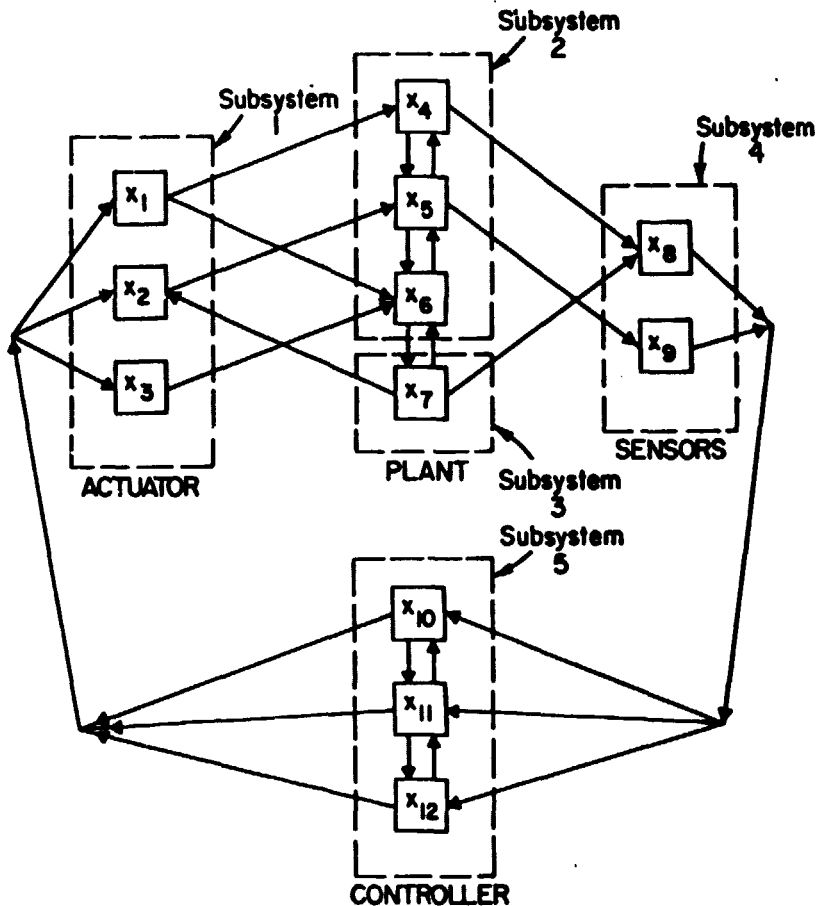 Subsystem
2
Subsystem
1
Subsystem
4
x4
x1
x5
x8
x2
x6
x9
x3
x7
ACTUATOR
PLANT
SENSORS
Subsystem
3
Subsystem
5
x10
x11
x12
CONTROLLER